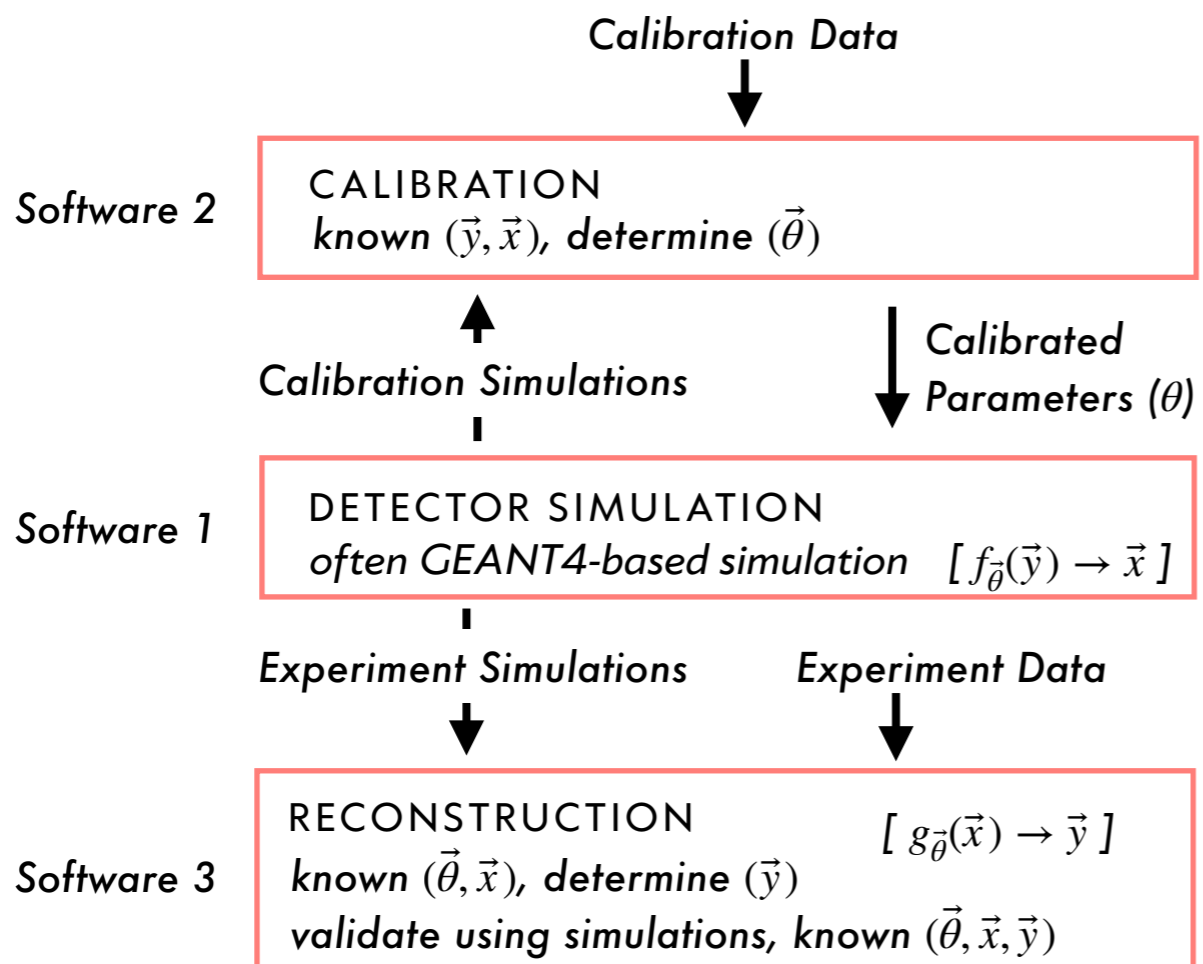 Calibration Data
Software 2
CALIBRATION
known (y⃗, x⃗), determine (θ⃗)
Calibration Simulations
Calibrated
Parameters (θ)
Software 1
DETECTOR SIMULATION
often GEANT4-based simulation [ f_θ⃗(y⃗) → x⃗ ]
Experiment Simulations
Experiment Data
Software 3
RECONSTRUCTION
[ g_θ⃗(x⃗) → y⃗ ]
known (θ⃗, x⃗), determine (y⃗)
validate using simulations, known (θ⃗, x⃗, y⃗)